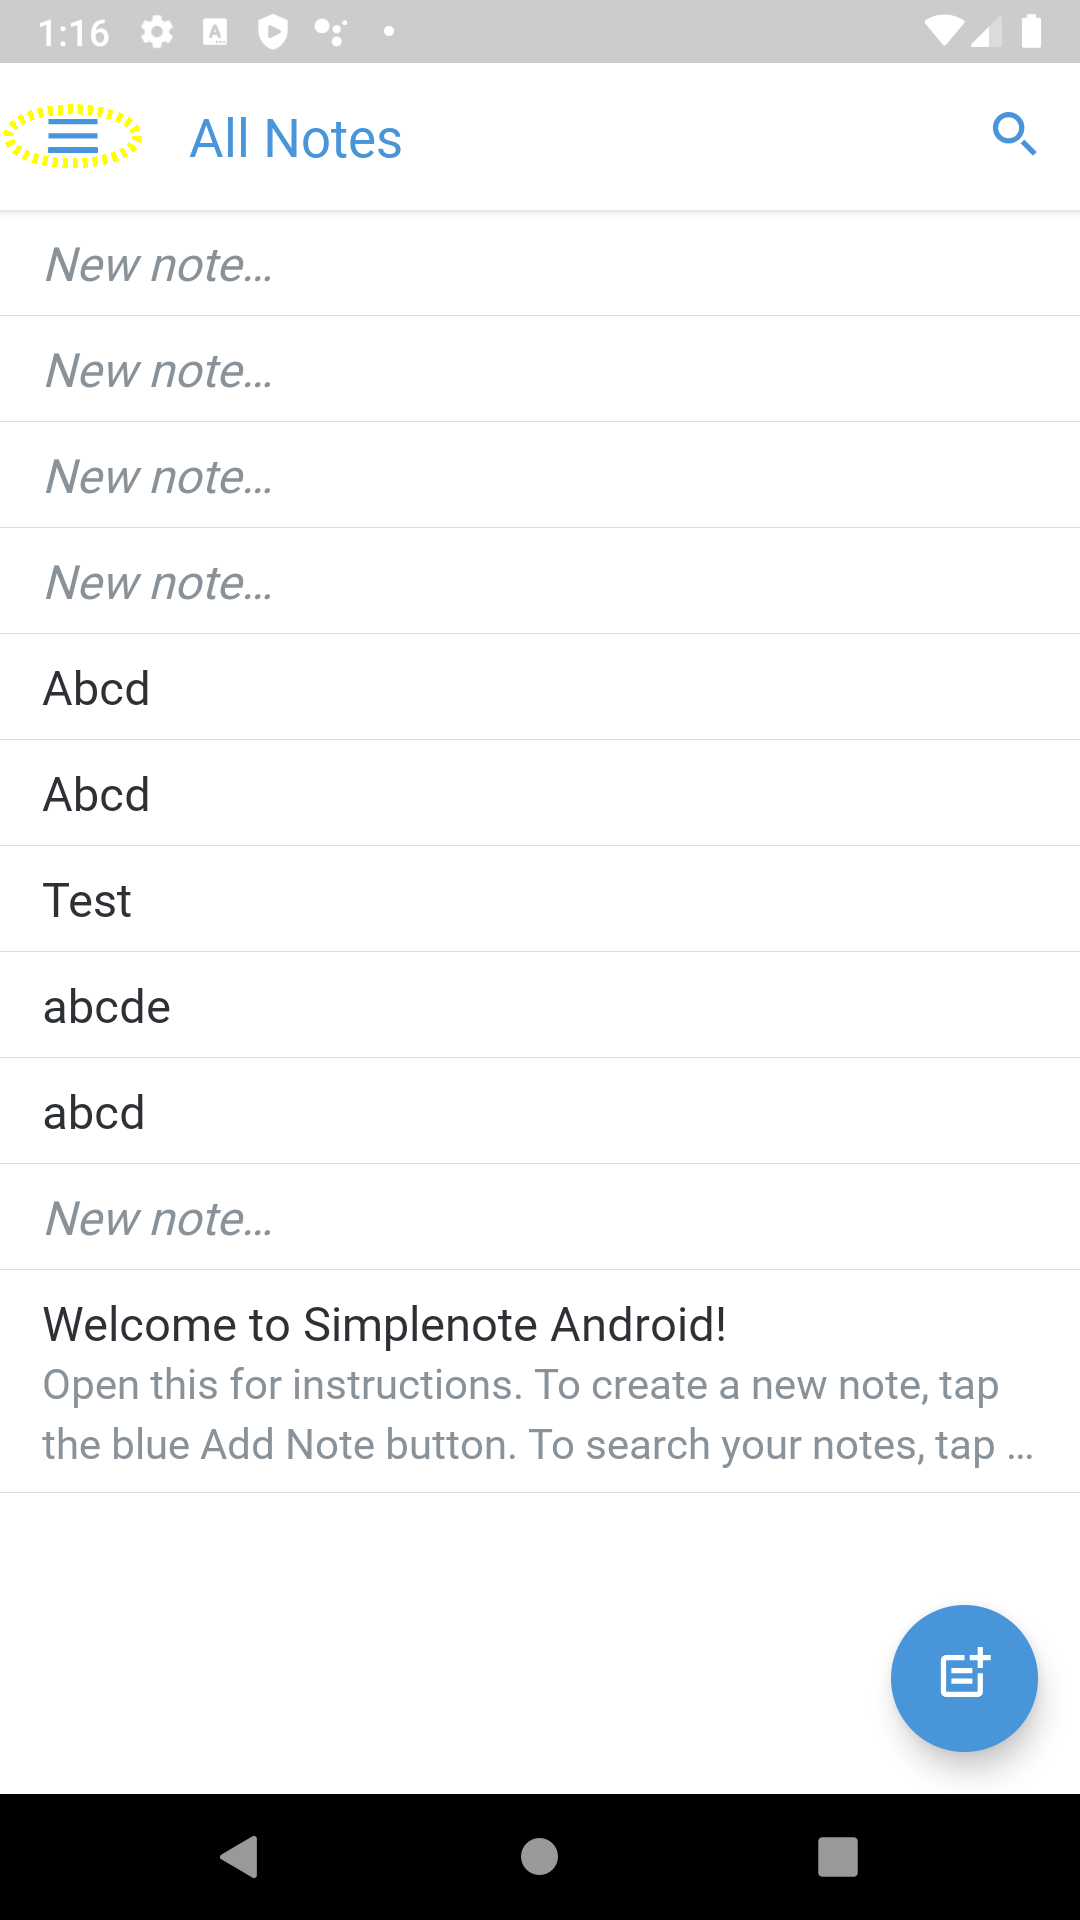 1:16
All Notes
New note...
New note...
New note...
New note...
Abcd
Abcd
Test
abcde
abcd
New note...
Welcome to Simplenote Android!
Open this for instructions. To create a new note, tap
the blue Add Note button. To search your notes, tap ...